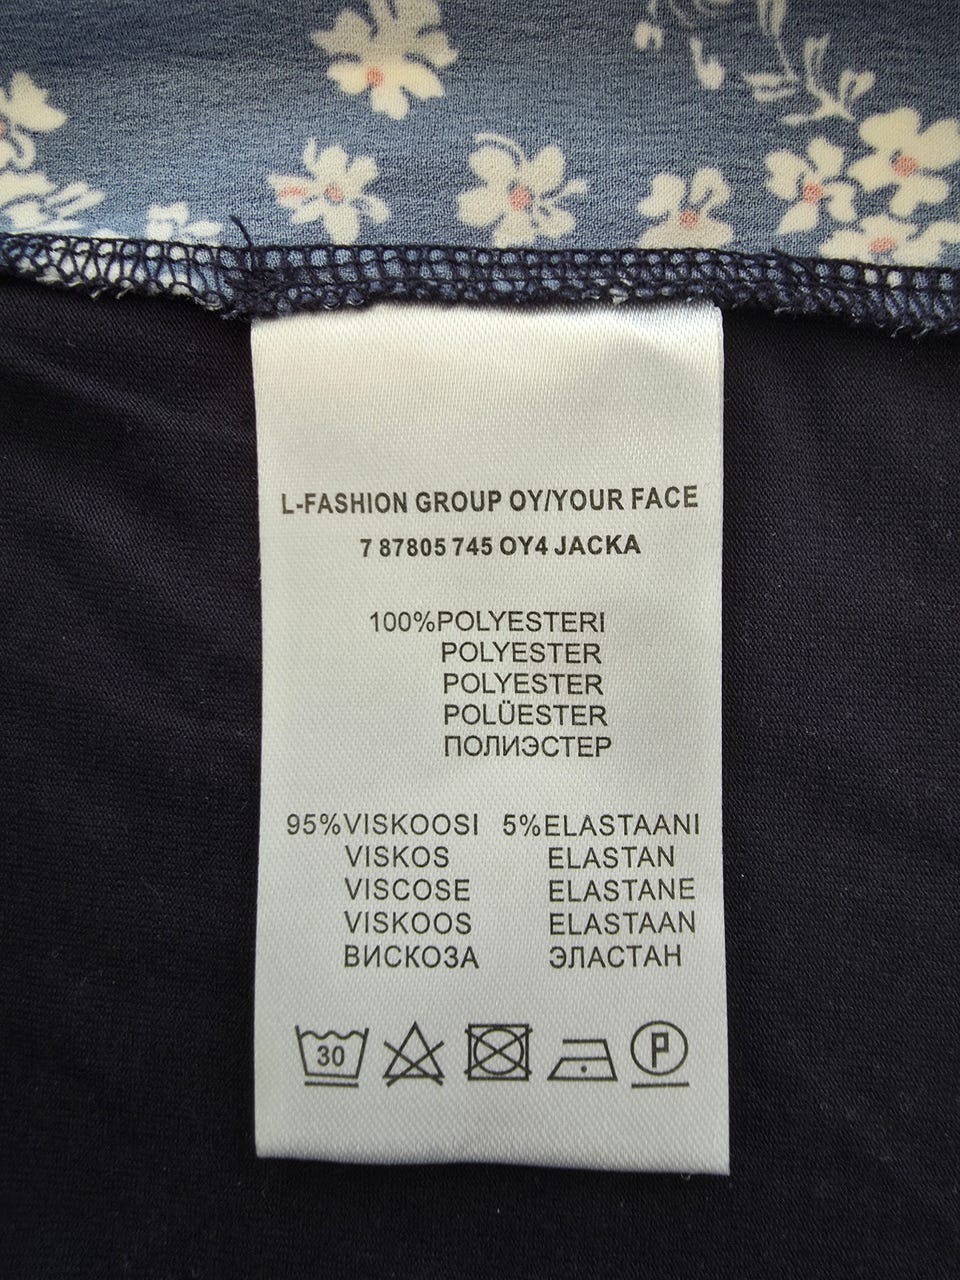 L-FASHION GROUP OY/YOUR FACE
7 87805 745 OY4 JACKA
100%POLYESTERI
POLYESTER
POLYESTER
POLÜESTER
ПОЛИЭСТЕР
95%VISKOOSI 5%ELASTAANI
VISKOS ELASTAN
VISCOSE ELASTANE
VISKOOS ELASTAAN
ВИСКОЗА ЭЛАСТАН
30 P